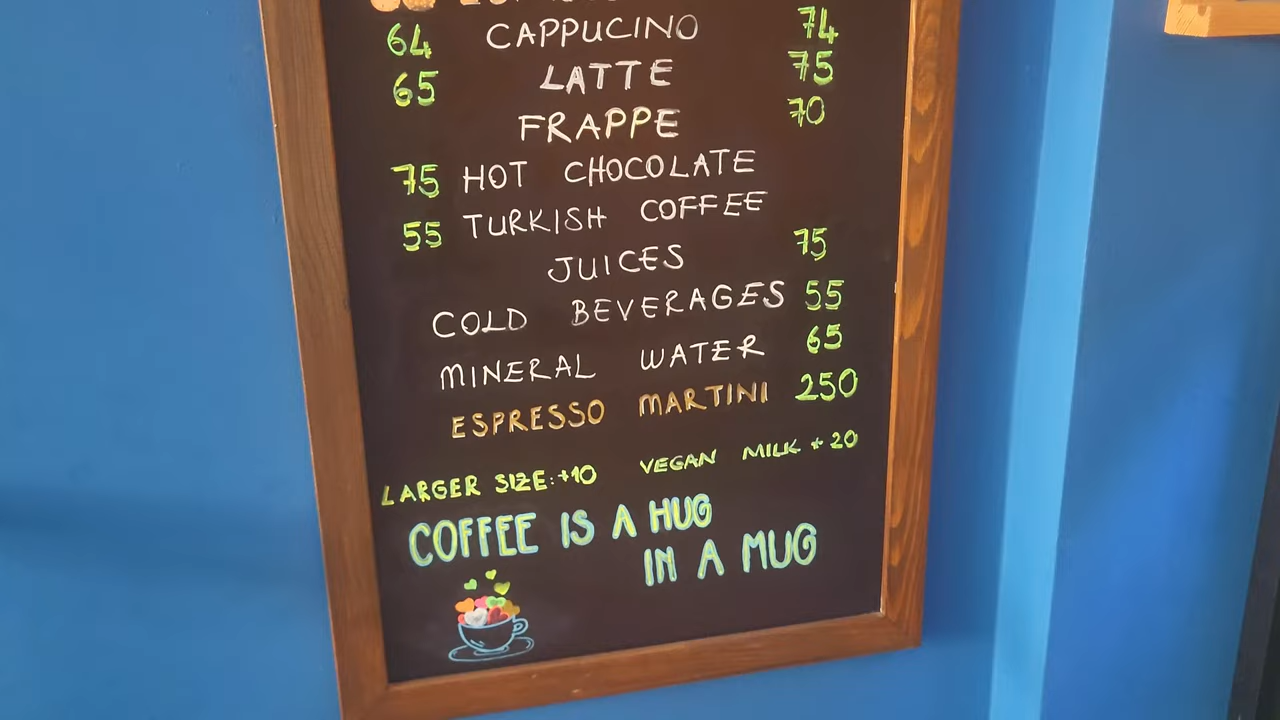 64 CAPPUCINO 74
65 LATTE 75
FRAPPE 70
75 HOT CHOCOLATE
55 TURKISH COFFEE
JUICES 75
COLD BEVERAGES 55
MINERAL WATER 65
ESPRESSO MARTINI 250
LARGER SIZE:+10 VEGAN MILK + 20
COFFEE IS A HUG
IN A MUG